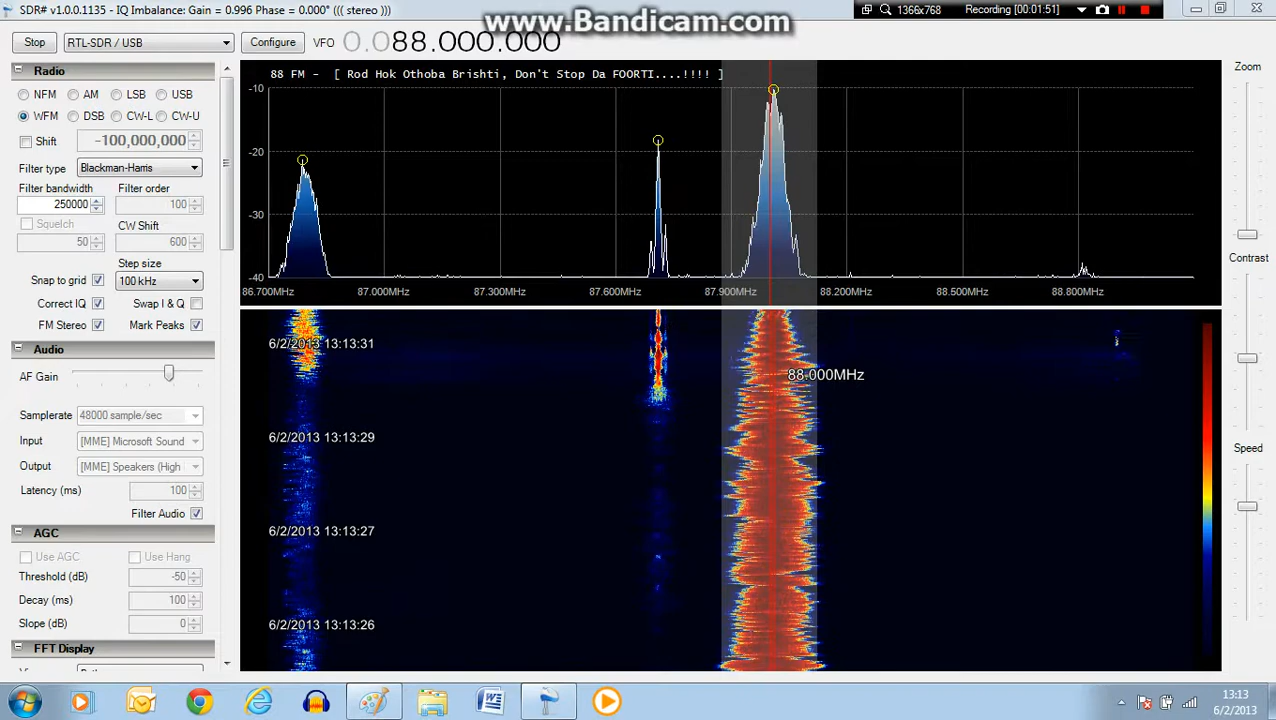 SDR# v1.0.0.1135 - IQ Imbalance: Gain = 0.996 Phase = 0.000° ((( stereo )))
www.Bandicam.com
1366x768
Recording [00:01:51]
Stop
RTL-SDR / USB
Configure
VFO
0.088.000.000
Radio
NFM AM LSB USB
WFM DSB CW-L CW-U
Shift
-100,000,000
Filter type
Blackman-Harris
Filter bandwidth
Filter order
250000
100
Squelch
CW Shift
50
600
Step size
Snap to grid
100 kHz
Correct IQ
Swap I & Q
FM Stereo
Mark Peaks
Audio
AF Gain
Samplerate
48000 sample/sec
Input
[MME] Microsoft Sound
Output
[MME] Speakers (High
Latency (ms)
100
Filter Audio
AGC
Use AGC
Use Hang
Threshold (dB)
-50
Decay (ms)
100
Slope (dB)
0
FFT Display
88 FM - [ Rod Hok Othoba Brishti, Don't Stop Da FOORTI....!!!! ]
-10
-20
-30
-40
86.700MHz 87.000MHz 87.300MHz 87.600MHz 87.900MHz 88.200MHz 88.500MHz 88.800MHz
6/2/2013 13:13:31
88.000MHz
6/2/2013 13:13:29
6/2/2013 13:13:27
6/2/2013 13:13:26
Zoom
Contrast
Speed
13:13
6/2/2013